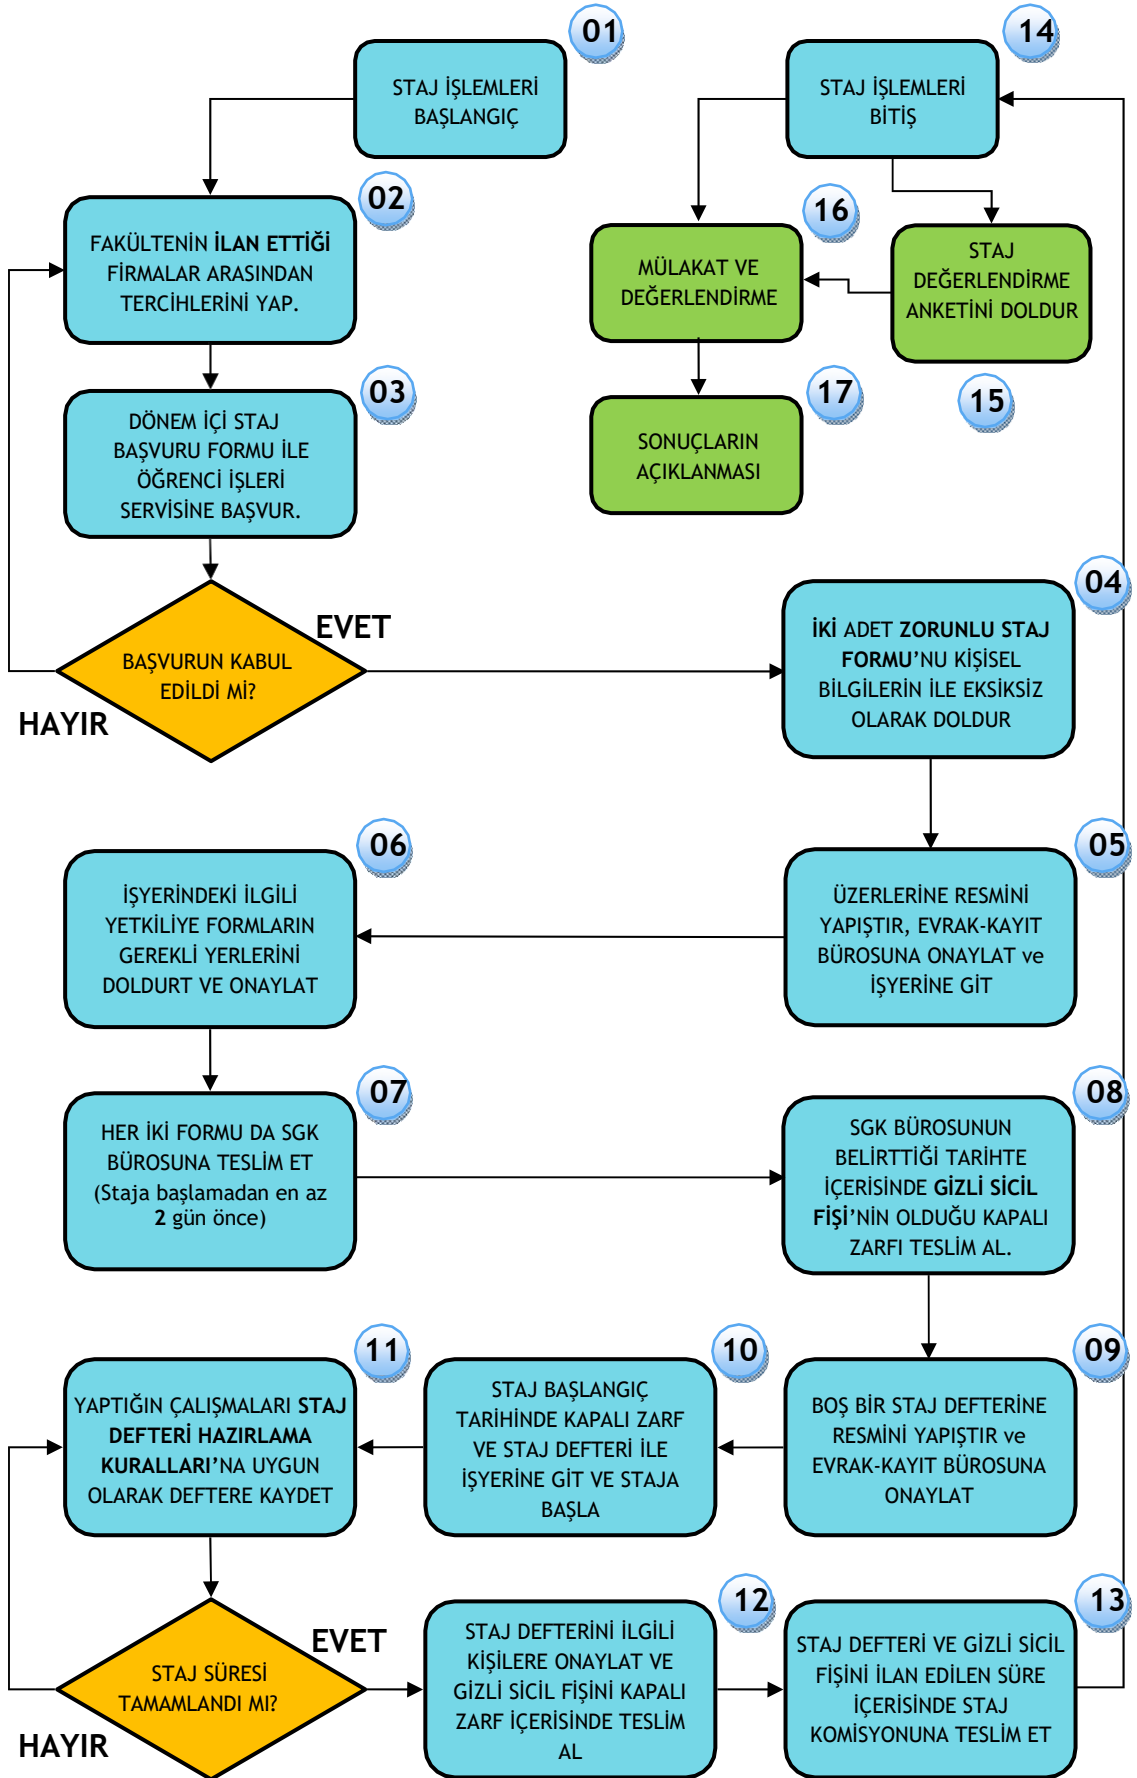 01
STAJ İŞLEMLERİ
BAŞLANGIÇ
14
STAJ İŞLEMLERİ
BİTİŞ
02
FAKÜLTENİN İLAN ETTİĞİ
FİRMALAR ARASINDAN
TERCİHLERİNİ YAP.
16
MÜLAKAT VE
DEĞERLENDİRME
STAJ
DEĞERLENDİRME
ANKETİNİ DOLDUR
15
03
DÖNEM İÇİ STAJ
BAŞVURU FORMU İLE
ÖĞRENCİ İŞLERİ
SERVİSİNE BAŞVUR.
17
SONUÇLARIN
AÇIKLANMASI
BAŞVURUN KABUL
EDİLDİ Mİ?
EVET
HAYIR
04
İKİ ADET ZORUNLU STAJ
FORMU’NU KİŞİSEL
BİLGİLERİN İLE EKSİKSİZ
OLARAK DOLDUR
05
ÜZERLERİNE RESMİNİ
YAPIŞTIR, EVRAK-KAYIT
BÜROSUNA ONAYLAT ve
İŞYERİNE GİT
06
İŞYERİNDEKİ İLGİLİ
YETKİLİYE FORMLARIN
GEREKLİ YERLERİNİ
DOLDURT VE ONAYLAT
07
HER İKİ FORMU DA SGK
BÜROSUNA TESLİM ET
(Staja başlamadan en az
2 gün önce)
08
SGK BÜROSUNUN
BELİRTTİĞİ TARİHTE
İÇERİSİNDE GİZLİ SİCİL
FİŞİ’NİN OLDUĞU KAPALI
ZARFI TESLİM AL.
09
BOŞ BİR STAJ DEFTERİNE
RESMİNİ YAPIŞTIR ve
EVRAK-KAYIT BÜROSUNA
ONAYLAT
10
STAJ BAŞLANGIÇ
TARİHİNDE KAPALI ZARF
VE STAJ DEFTERİ İLE
İŞYERİNE GİT VE STAJA
BAŞLA
11
YAPTIĞIN ÇALIŞMALARI STAJ
DEFTERİ HAZIRLAMA
KURALLARI’NA UYGUN
OLARAK DEFTERE KAYDET
STAJ SÜRESİ
TAMAMLANDI MI?
EVET
HAYIR
12
STAJ DEFTERİNİ İLGİLİ
KİŞİLERE ONAYLAT VE
GİZLİ SİCİL FİŞİNİ KAPALI
ZARF İÇERİSİNDE TESLİM
AL
13
STAJ DEFTERİ VE GİZLİ SİCİL
FİŞİNİ İLAN EDİLEN SÜRE
İÇERİSİNDE STAJ
KOMİSYONUNA TESLİM ET